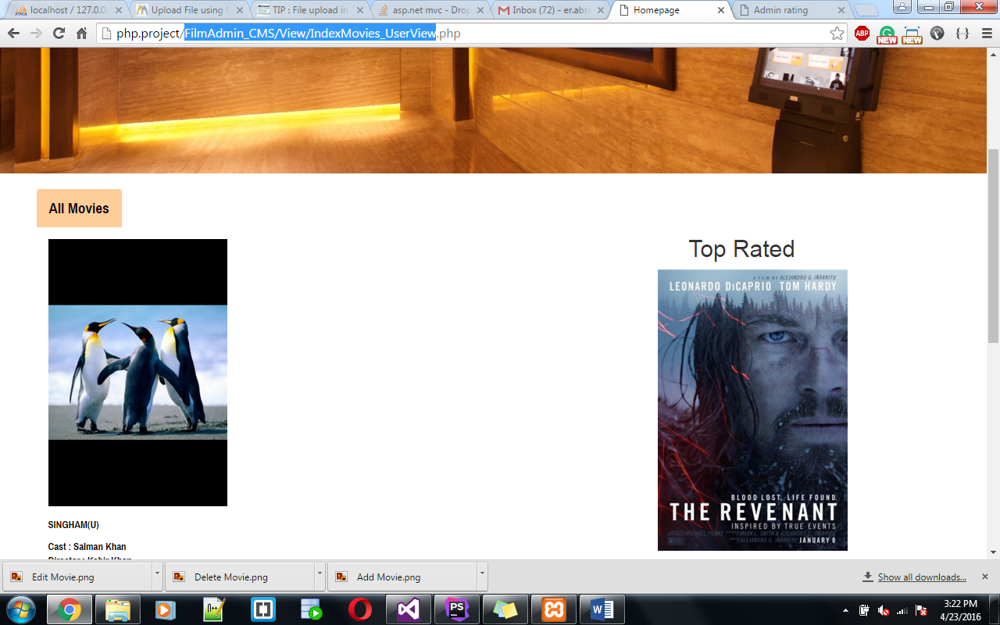 localhost / 127.0.0.
Upload File using M
TIP : File upload in
asp.net mvc - Drop
Inbox (72) - er.abra
Homepage
Admin rating
php.project/FilmAdmin_CMS/View/IndexMovies_UserView.php
ABP
NEW
NEW
All Movies
Top Rated
A FILM BY ALEJANDRO G. IÑÁRRITU
LEONARDO DiCAPRIO TOM HARDY
BLOOD LOST. LIFE FOUND.
THE REVENANT
INSPIRED BY TRUE EVENTS
JANUARY 8
SINGHAM(U)
Cast : Salman Khan
Director : Kabir Khan
Edit Movie.png
Delete Movie.png
Add Movie.png
Show all downloads...
3:22 PM
4/23/2016